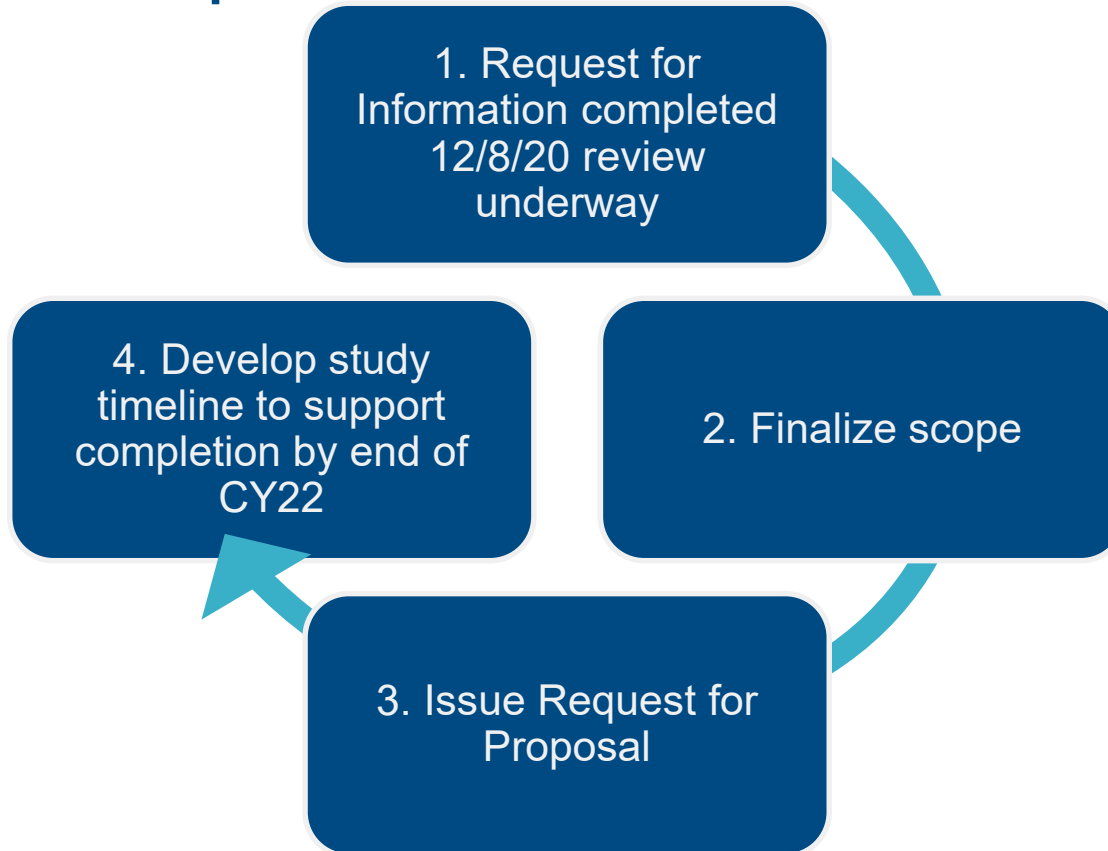 1. Request for
Information completed
12/8/20 review
underway
2. Finalize scope
3. Issue Request for
Proposal
4. Develop study
timeline to support
completion by end of
CY22